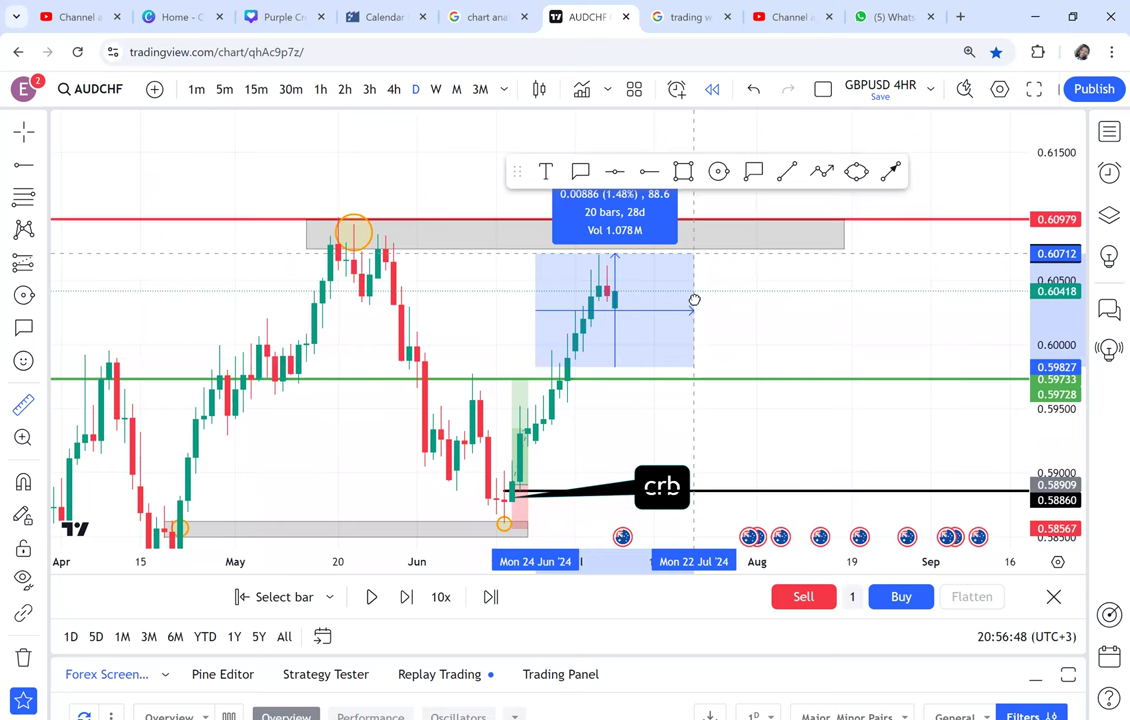 Channel a
Home - C
Purple Cr
Calendar
chart ana
AUDCHF
trading w
Channel a
(5) Whats
tradingview.com/chart/qhAc9p7z/
E 2 AUDCHF 1m 5m 15m 30m 1h 2h 3h 4h D W M 3M GBPUSD 4HR Save Publish
0.61500
0.00886 (1.48%) , 88.6
20 bars, 28d
Vol 1.078M
0.60979
0.60712
0.60500
0.60418
0.60000
0.59827
0.59733
0.59728
0.59500
0.59000
0.58909
0.58860
0.58567
crb
Apr 15 May 20 Jun Mon 24 Jun '24 Mon 22 Jul '24 Aug 19 Sep 16
Select bar 10x Sell 1 Buy Flatten
1D 5D 1M 3M 6M YTD 1Y 5Y All 20:56:48 (UTC+3)
Forex Screen... Pine Editor Strategy Tester Replay Trading Trading Panel
Overview Overview Performance Oscillators 1D Major, Minor Pairs General Filters